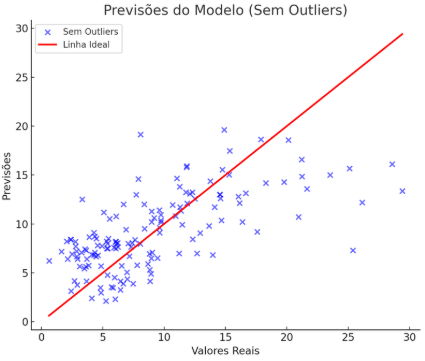 Previsões do Modelo (Sem Outliers)
Sem Outliers
Linha Ideal
30
25
20
15
10
5
0
Previsões
0 5 10 15 20 25 30
Valores Reais